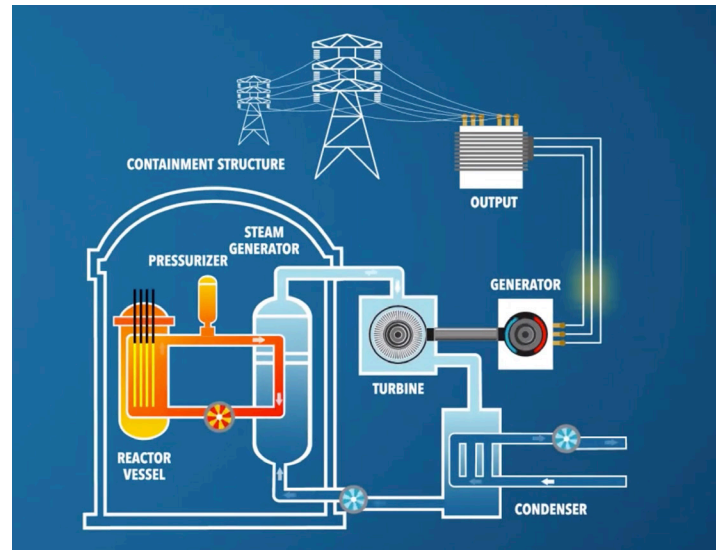 CONTAINMENT STRUCTURE
OUTPUT
STEAM
GENERATOR
PRESSURIZER
GENERATOR
TURBINE
REACTOR
VESSEL
CONDENSER